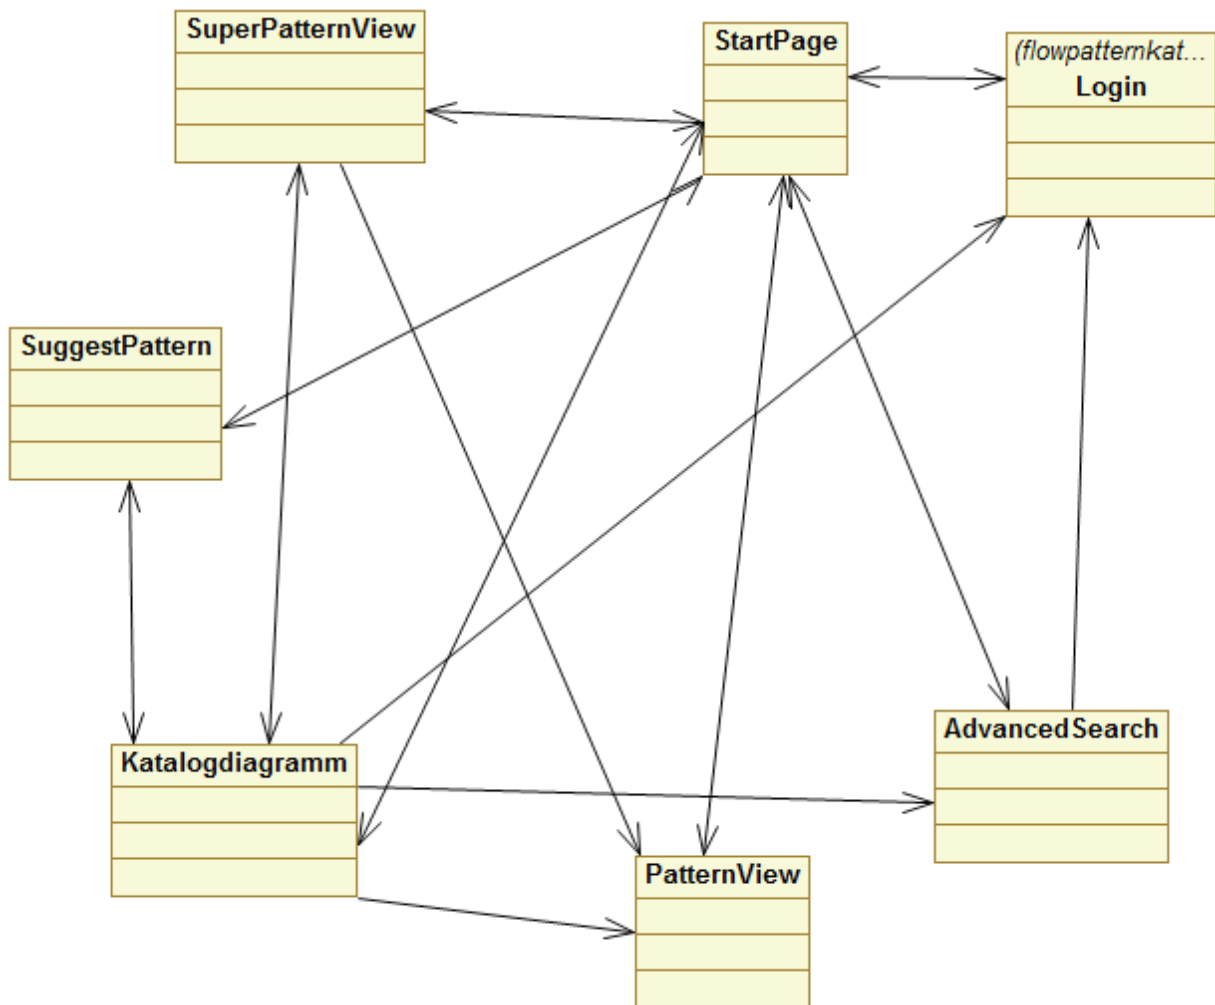 SuperPatternView
StartPage
(flowpatternkat...
Login
SuggestPattern
Katalogdiagramm
AdvancedSearch
PatternView